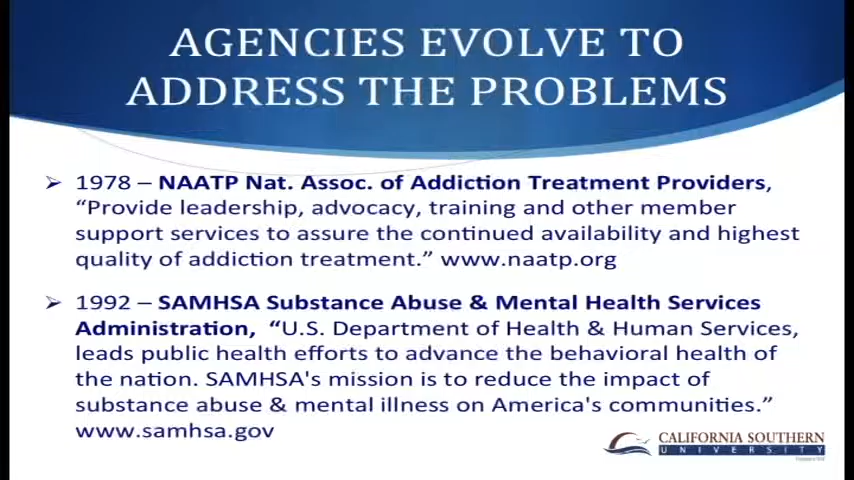 AGENCIES EVOLVE TO
ADDRESS THE PROBLEMS
➢ 1978 – NAATP Nat. Assoc. of Addiction Treatment Providers,
“Provide leadership, advocacy, training and other member
support services to assure the continued availability and highest
quality of addiction treatment.” www.naatp.org
➢ 1992 – SAMHSA Substance Abuse & Mental Health Services
Administration, “U.S. Department of Health & Human Services,
leads public health efforts to advance the behavioral health of
the nation. SAMHSA's mission is to reduce the impact of
substance abuse & mental illness on America's communities.”
www.samhsa.gov
CALIFORNIA SOUTHERN
UNIVERSITY